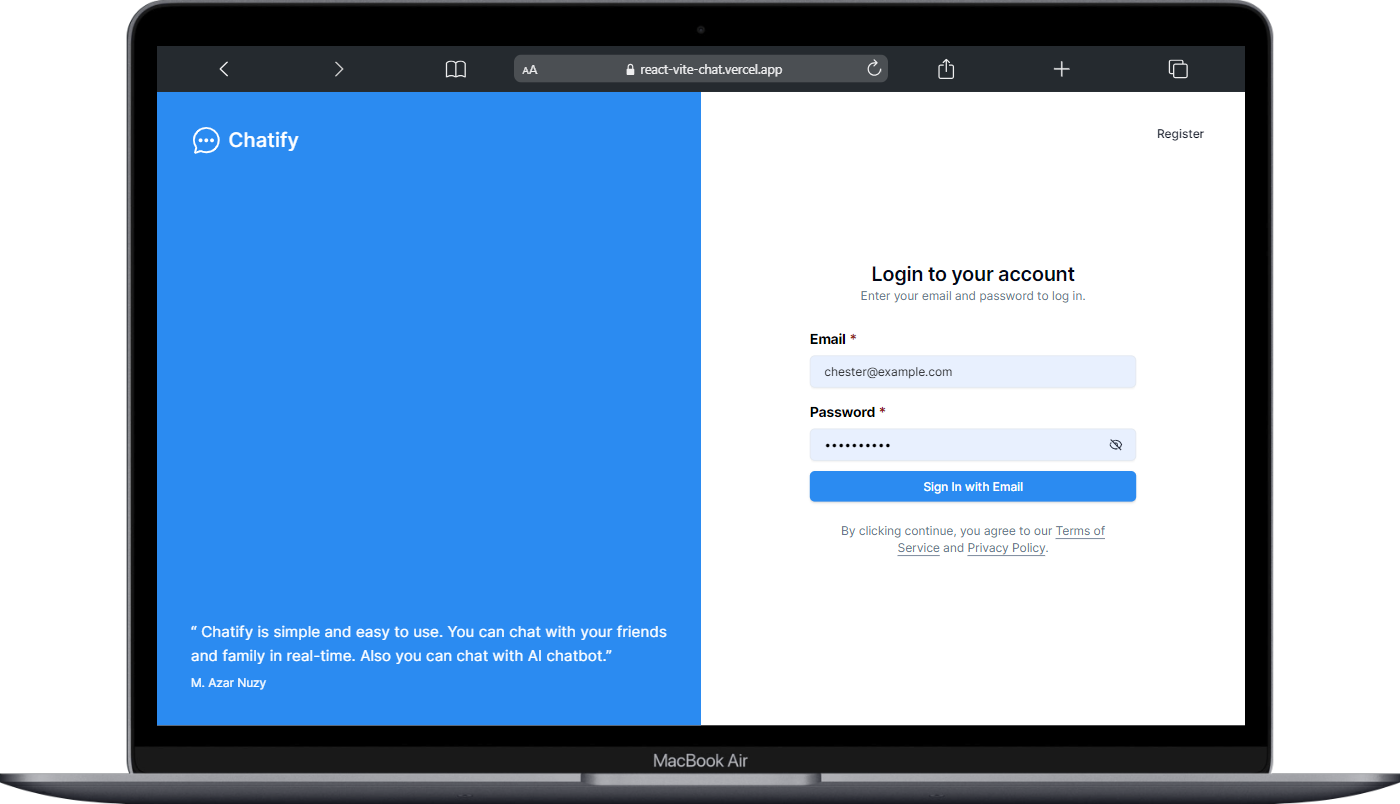 AA
react-vite-chat.vercel.app
Chatify
Register
Login to your account
Enter your email and password to log in.
Email *
chester@example.com
Password *
••••••••••
Sign In with Email
By clicking continue, you agree to our Terms of
Service and Privacy Policy.
“ Chatify is simple and easy to use. You can chat with your friends
and family in real-time. Also you can chat with AI chatbot.”
M. Azar Nuzy
MacBook Air